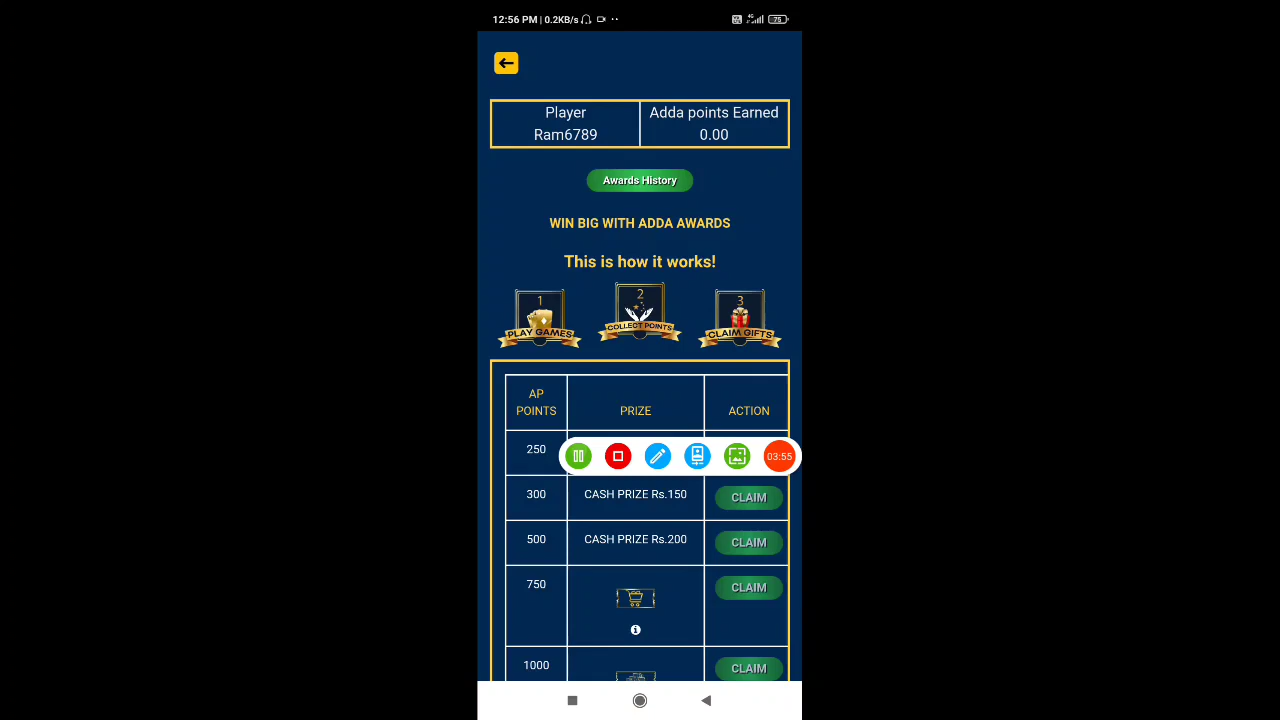 12:56 PM | 0.2KB/s
4G
75
Player
Ram6789
Adda points Earned
0.00
Awards History
WIN BIG WITH ADDA AWARDS
This is how it works!
1
PLAY GAMES
2
COLLECT POINTS
3
CLAIM GIFTS
AP
POINTS
PRIZE
ACTION
250
03:55
300
CASH PRIZE Rs.150
CLAIM
500
CASH PRIZE Rs.200
CLAIM
750
CLAIM
1000
CLAIM